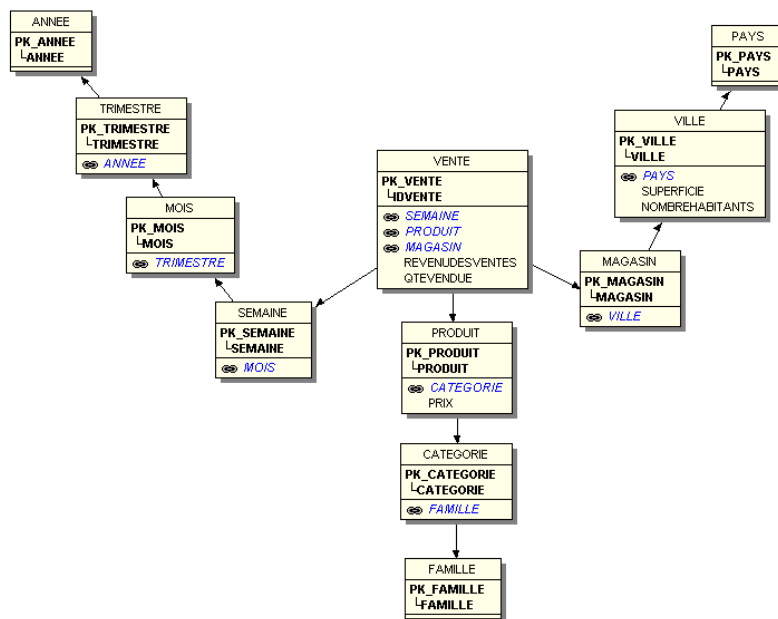 ANNEE
PK_ANNEE
ANNEE
TRIMESTRE
PK_TRIMESTRE
TRIMESTRE
ANNEE
MOIS
PK_MOIS
MOIS
TRIMESTRE
SEMAINE
PK_SEMAINE
SEMAINE
MOIS
VENTE
PK_VENTE
IDVENTE
SEMAINE
PRODUIT
MAGASIN
REVENUDESVENTES
QTEVENDUE
PRODUIT
PK_PRODUIT
PRODUIT
CATEGORIE
PRIX
CATEGORIE
PK_CATEGORIE
CATEGORIE
FAMILLE
FAMILLE
PK_FAMILLE
FAMILLE
PAYS
PK_PAYS
PAYS
VILLE
PK_VILLE
VILLE
PAYS
SUPERFICIE
NOMBREHABITANTS
MAGASIN
PK_MAGASIN
MAGASIN
VILLE